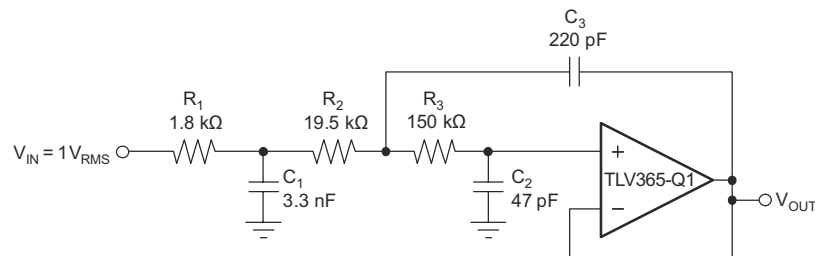 C3
220 pF
R1
1.8 kΩ
R2
19.5 kΩ
R3
150 kΩ
VIN = 1VRMS
+
TLV365-Q1
−
C1
3.3 nF
C2
47 pF
VOUT